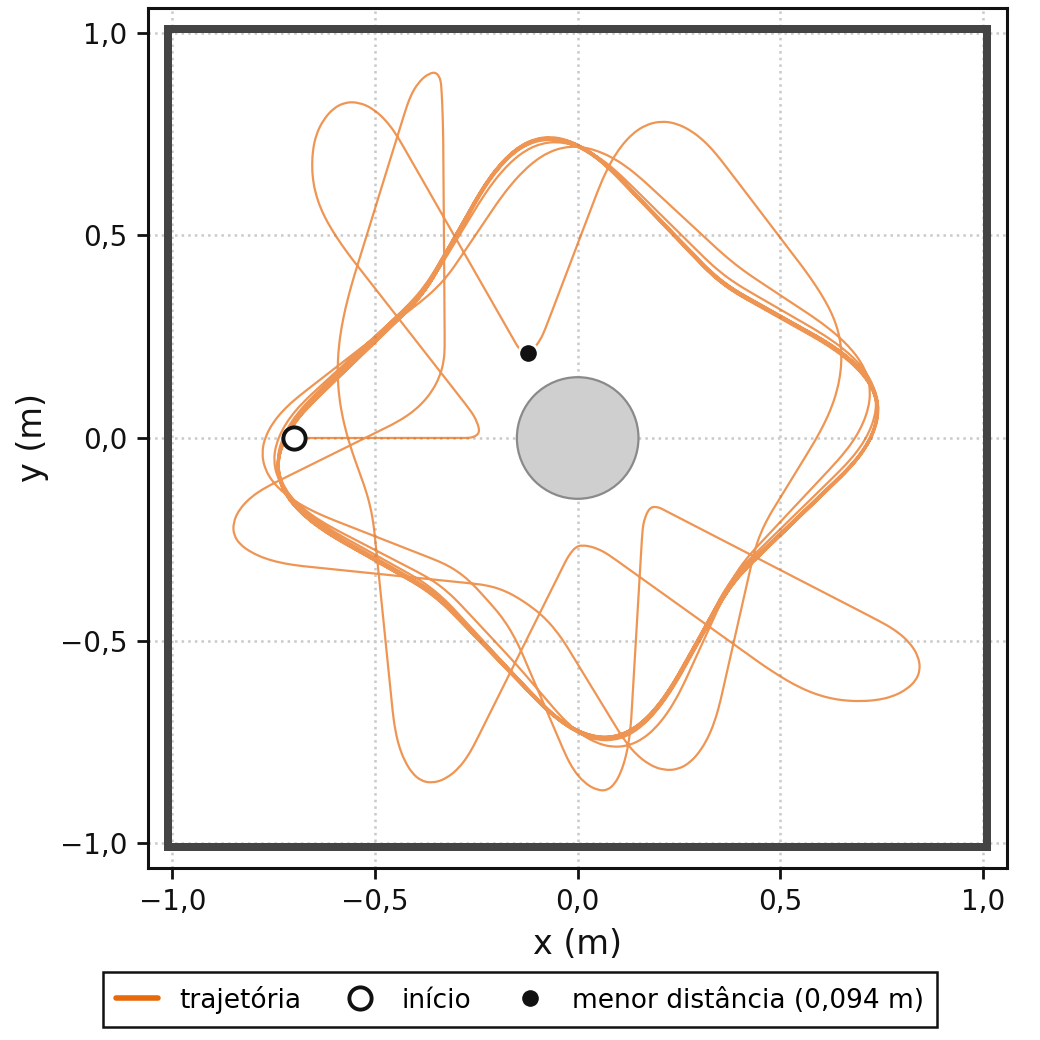 1,0
0,5
0,0
−0,5
−1,0
y (m)
−1,0 −0,5 0,0 0,5 1,0
x (m)
trajetória início menor distância (0,094 m)